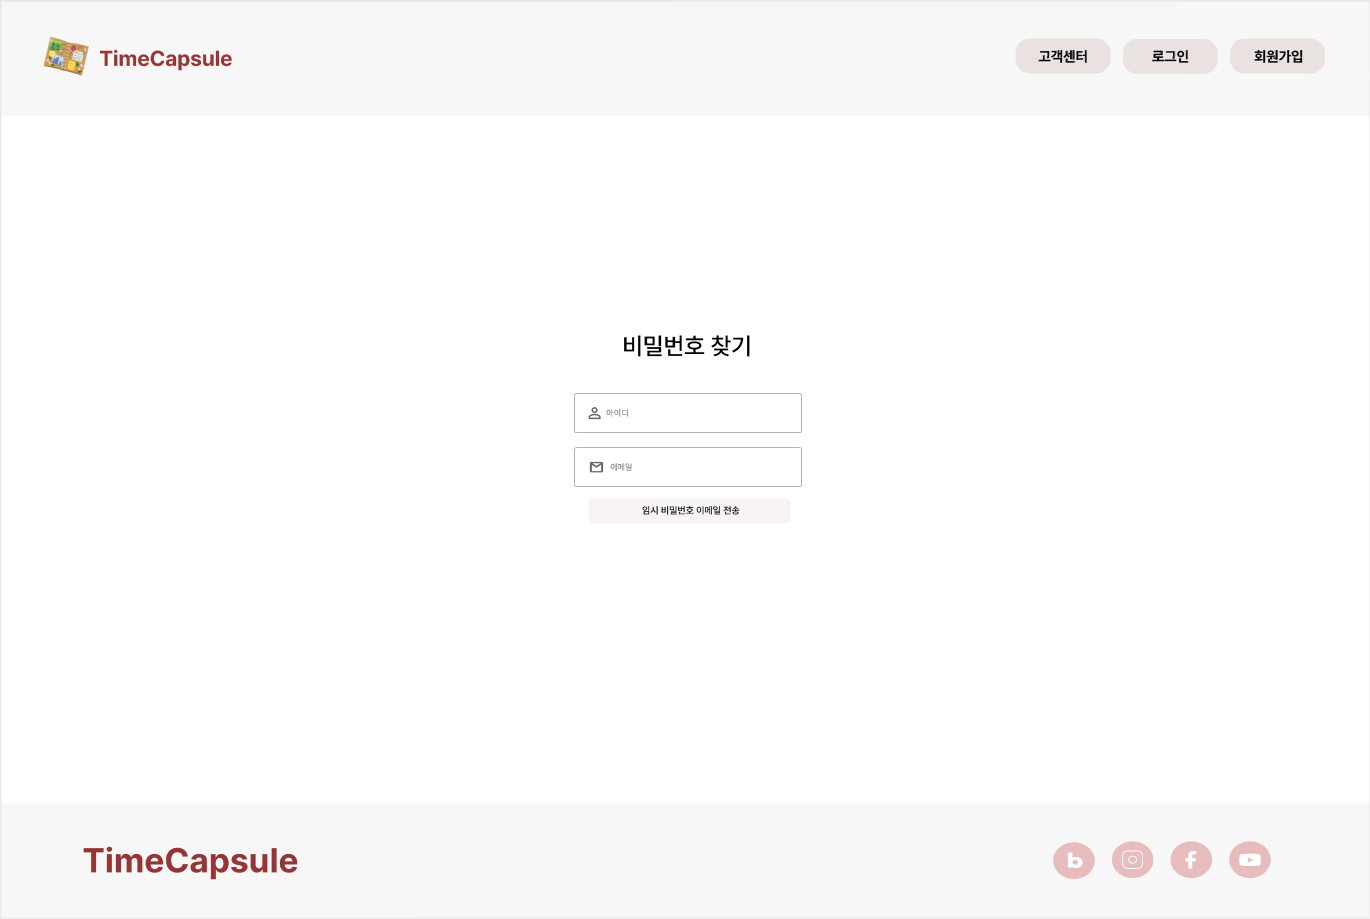 TimeCapsule
고객센터
로그인
회원가입
비밀번호 찾기
아이디
이메일
임시 비밀번호 이메일 전송
TimeCapsule